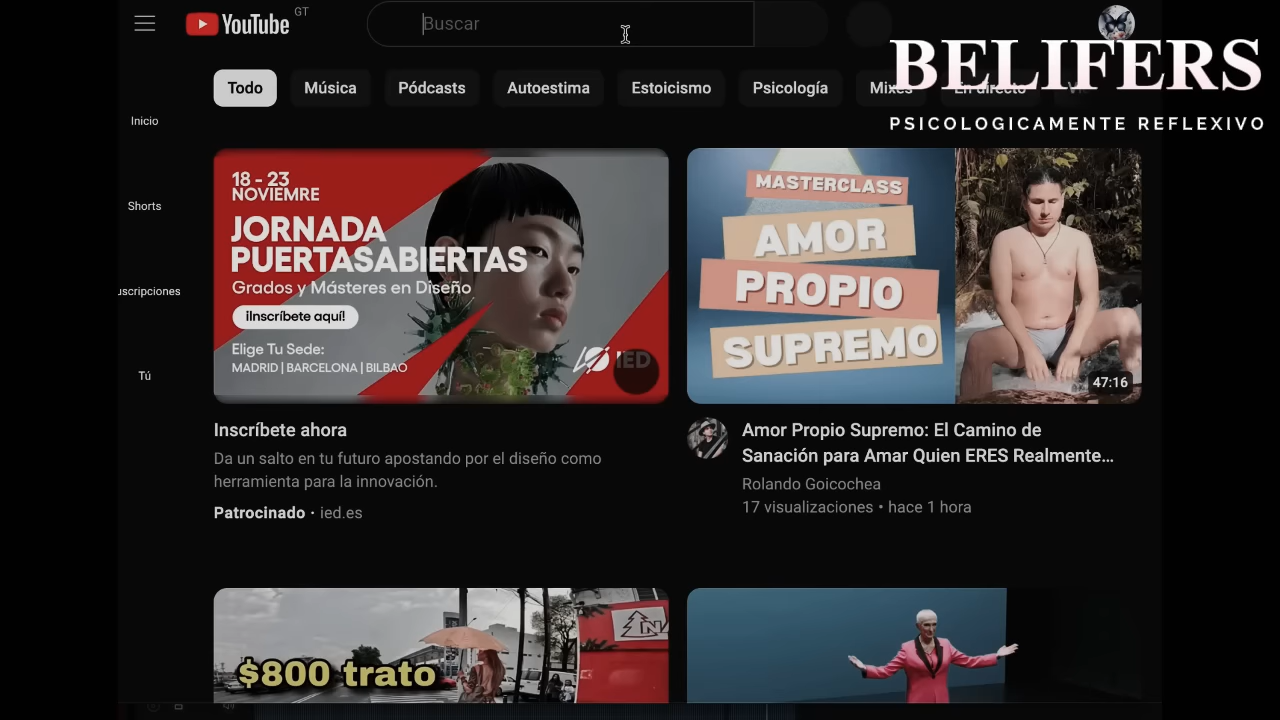 YouTube GT
Buscar
BELIFERS
PSICOLOGICAMENTE REFLEXIVO
Todo
Música
Pódcasts
Autoestima
Estoicismo
Psicología
Mixes
En directo
Inicio
Shorts
uscripciones
Tú
18 - 23
NOVIEMRE
JORNADA
PUERTASABIERTAS
Grados y Másteres en Diseño
¡Inscríbete aquí!
Elige Tu Sede:
MADRID | BARCELONA | BILBAO
IED
MASTERCLASS
AMOR
PROPIO
SUPREMO
47:16
Inscríbete ahora
Da un salto en tu futuro apostando por el diseño como
herramienta para la innovación.
Patrocinado · ied.es
Amor Propio Supremo: El Camino de
Sanación para Amar Quien ERES Realmente...
Rolando Goicochea
17 visualizaciones • hace 1 hora
$800 trato